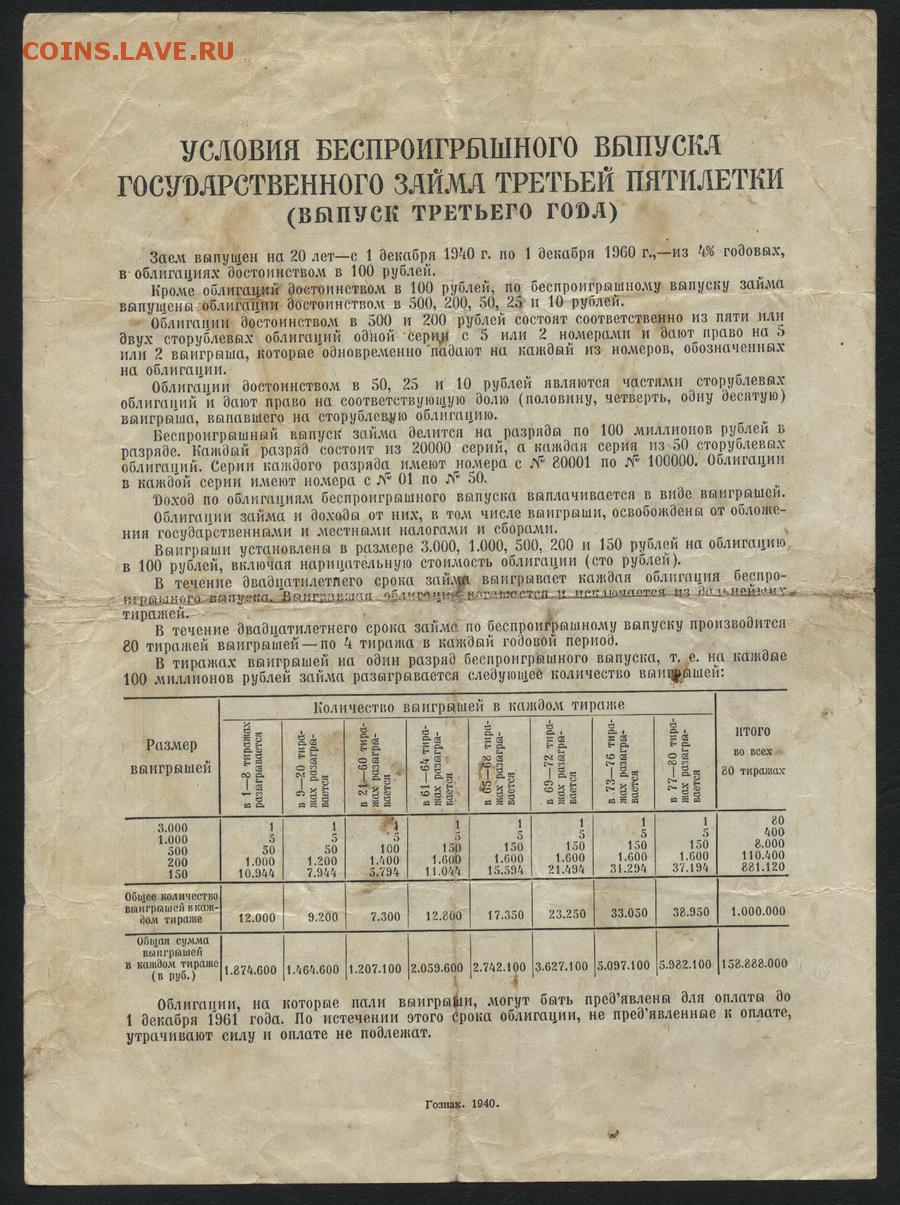 COINS.LAVE.RU
УСЛОВИЯ БЕСПРОИГРЫШНОГО ВЫПУСКА
ГОСУДАРСТВЕННОГО ЗАЙМА ТРЕТЬЕЙ ПЯТИЛЕТКИ
(ВЫПУСК ТРЕТЬЕГО ГОДА)
Заем выпущен на 20 лет—с 1 декабря 1940 г. по 1 декабря 1960 г.,—из 4% годовых,
в облигациях достоинством в 100 рублей.
Кроме облигаций достоинством в 100 рублей, по беспроигрышному выпуску займа
выпущены облигации достоинством в 500, 200, 50, 25 и 10 рублей.
Облигации достоинством в 500 и 200 рублей состоят соответственно из пяти или
двух сторублевых облигаций одной серии с 5 или 2 номерами и дают право на 5
или 2 выигрыша, которые одновременно падают на каждый из номеров, обозначенных
на облигации.
Облигации достоинством в 50, 25 и 10 рублей являются частями сторублевых
облигаций и дают право на соответствующую долю (половину, четверть, одну десятую)
выигрыша, выпавшего на сторублевую облигацию.
Беспроигрышный выпуск займа делится на разряды по 100 миллионов рублей в
разряде. Каждый разряд состоит из 20000 серий, а каждая серия из 50 сторублевых
облигаций. Серии каждого разряда имеют номера с № 80001 по № 100000. Облигации
в каждой серии имеют номера с № 01 по № 50.
Доход по облигациям беспроигрышного выпуска выплачивается в виде выигрышей.
Облигации займа и доходы от них, в том числе выигрыши, освобождены от обложе-
ния государственными и местными налогами и сборами.
Выигрыши установлены в размере 3.000, 1.000, 500, 200 и 150 рублей на облигацию
в 100 рублей, включая нарицательную стоимость облигации (сто рублей).
В течение двадцатилетнего срока займа выигрывает каждая облигация беспро-
игрышного выпуска. Выигравшая облигация погашается и исключается из дальнейших
тиражей.
В течение двадцатилетнего срока займа по беспроигрышному выпуску производится
80 тиражей выигрышей—по 4 тиража в каждый годовой период.
В тиражах выигрышей на один разряд беспроигрышного выпуска, т. е. на каждые
100 миллионов рублей займа разыгрывается следующее количество выигрышей:
Размер выигрышей | Количество выигрышей в каждом тираже | ИТОГО во всех 80 тиражах
в 1—8 тиражах разыгрывается | в 9—20 тира-жах разыгры-вается | в 21—60 тира-жах разыгры-вается | в 61—64 тира-жах разыгры-вается | в 65—68 тира-жах разыгры-вается | в 69—72 тира-жах разыгры-вается | в 73—76 тира-жах разыгры-вается | в 77—80 тира-жах разыгры-вается
3.000 1 1 1 1 1 1 1 1 80
1.000 5 5 5 5 5 5 5 5 400
500 50 50 100 150 150 150 150 150 8.000
200 1.000 1.200 1.400 1.600 1.600 1.600 1.600 1.600 110.400
150 10.944 7.944 5.794 11.044 15.594 21.494 31.294 37.194 881.120
Общее количество
выигрышей в каж-
дом тираже 12.000 9.200 7.300 12.800 17.350 23.250 33.050 38.950 1.000.000
Общая сумма
выигрышей
в каждом тираже
(в руб.) 1.874.600 1.464.600 1.207.100 2.059.600 2.742.100 3.627.100 5.097.100 5.982.100 158.888.000
Облигации, на которые пали выигрыши, могут быть пред'явлены для оплаты до
1 декабря 1961 года. По истечении этого срока облигации, не пред'явленные к оплате,
утрачивают силу и оплате не подлежат.
Гознак. 1940.